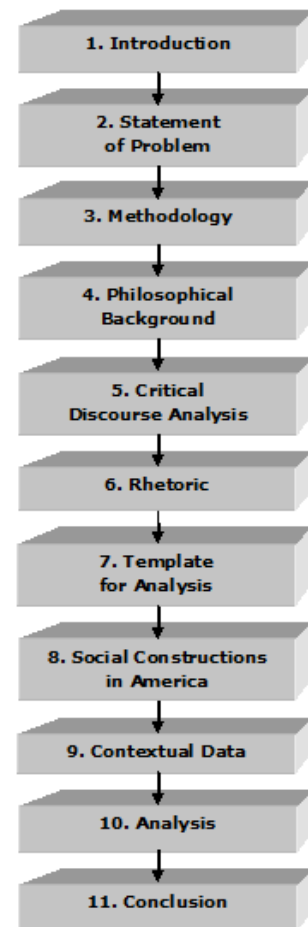 1. Introduction
2. Statement
of Problem
3. Methodology
4. Philosophical
Background
5. Critical
Discourse Analysis
6. Rhetoric
7. Template
for Analysis
8. Social Constructions
in America
9. Contextual Data
10. Analysis
11. Conclusion